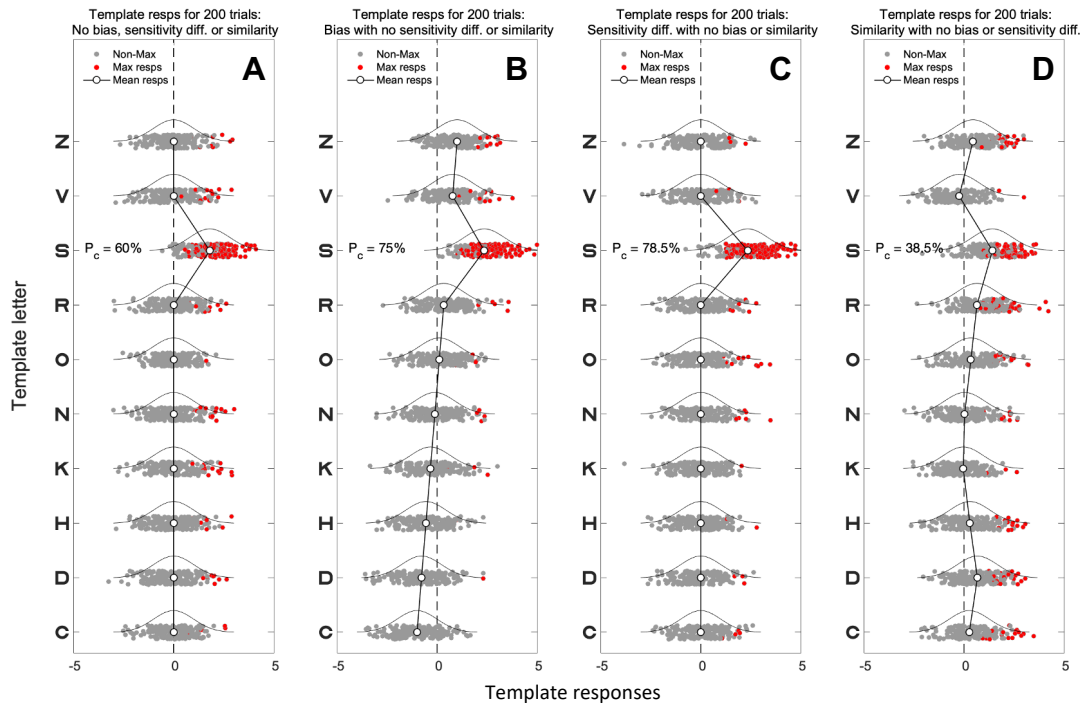 Template resps for 200 trials:
No bias, sensitivity diff. or similarity
Non-Max
Max resps
Mean resps
A
Z
V
S
P_c = 60%
R
O
N
K
H
D
C
-5 0 5
Template resps for 200 trials:
Bias with no sensitivity diff. or similarity
Non-Max
Max resps
Mean resps
B
Z
V
S
P_c = 75%
R
O
N
K
H
D
C
-5 0 5
Template resps for 200 trials:
Sensitivity diff. with no bias or similarity
Non-Max
Max resps
Mean resps
C
Z
V
S
P_c = 78.5%
R
O
N
K
H
D
C
-5 0 5
Template resps for 200 trials:
Similarity with no bias or sensitivity diff.
Non-Max
Max resps
Mean resps
D
Z
V
S
P_c = 38.5%
R
O
N
K
H
D
C
-5 0 5
Template letter
Template responses